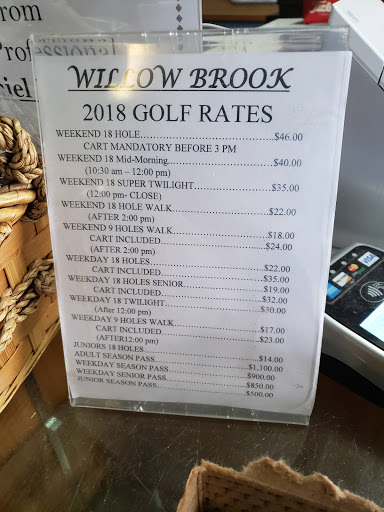 rom
Prof
riel
WILLOW BROOK
2018 GOLF RATES
WEEKEND 18 HOLE........................................$46.00
CART MANDATORY BEFORE 3 PM
WEEKEND 18 Mid-Morning................................$40.00
(10:30 am – 12:00 pm)
WEEKEND 18 SUPER TWILIGHT........................$35.00
(12:00 pm- CLOSE)
WEEKEND 18 HOLE WALK................................$22.00
(AFTER 2:00 pm)
WEEKEND 9 HOLES WALK................................$18.00
CART INCLUDED................................$24.00
(AFTER 2:00 pm)
WEEKDAY 18 HOLES........................................$22.00
CART INCLUDED................................$35.00
WEEKDAY 18 HOLES SENIOR............................$19.00
CART INCLUDED................................$32.00
WEEKDAY 18 TWILIGHT................................$30.00
(After 12:00 pm)
WEEKDAY 9 HOLES WALK................................$17.00
CART INCLUDED................................$23.00
(AFTER12:00 pm)
JUNIORS 18 HOLES........................................$14.00
ADULT SEASON PASS................................$1,100.00
WEEKDAY SEASON PASS................................$900.00
WEEKDAY SENIOR PASS................................$850.00
JUNIOR SEASON PASS................................$500.00
VISA